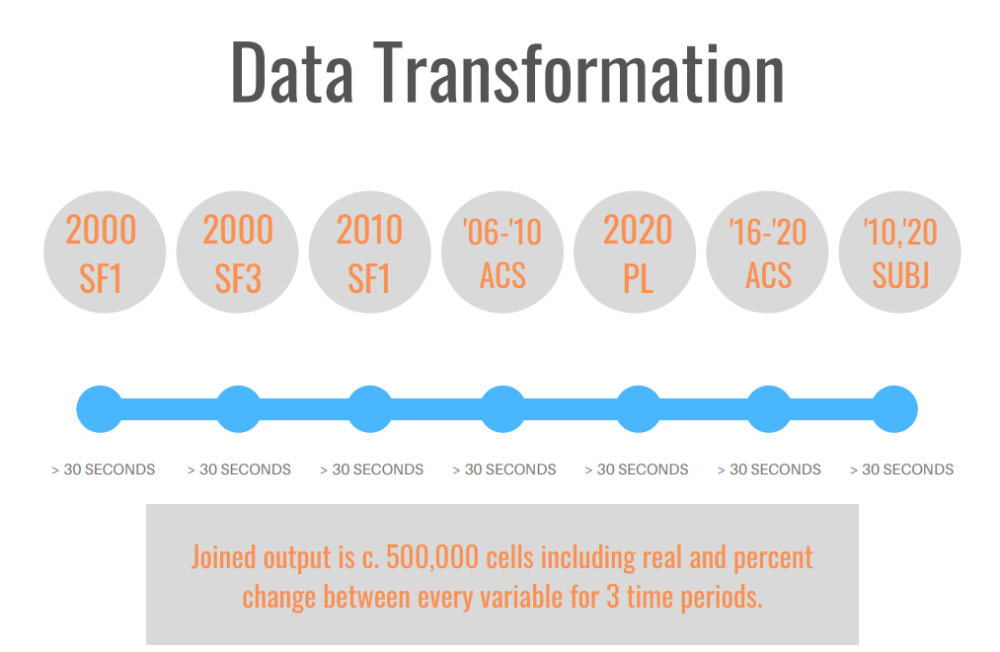 Data Transformation
2000
SF1
2000
SF3
2010
SF1
'06-'10
ACS
2020
PL
'16-'20
ACS
'10,'20
SUBJ
> 30 SECONDS
> 30 SECONDS
> 30 SECONDS
> 30 SECONDS
> 30 SECONDS
> 30 SECONDS
> 30 SECONDS
Joined output is c. 500,000 cells including real and percent
change between every variable for 3 time periods.